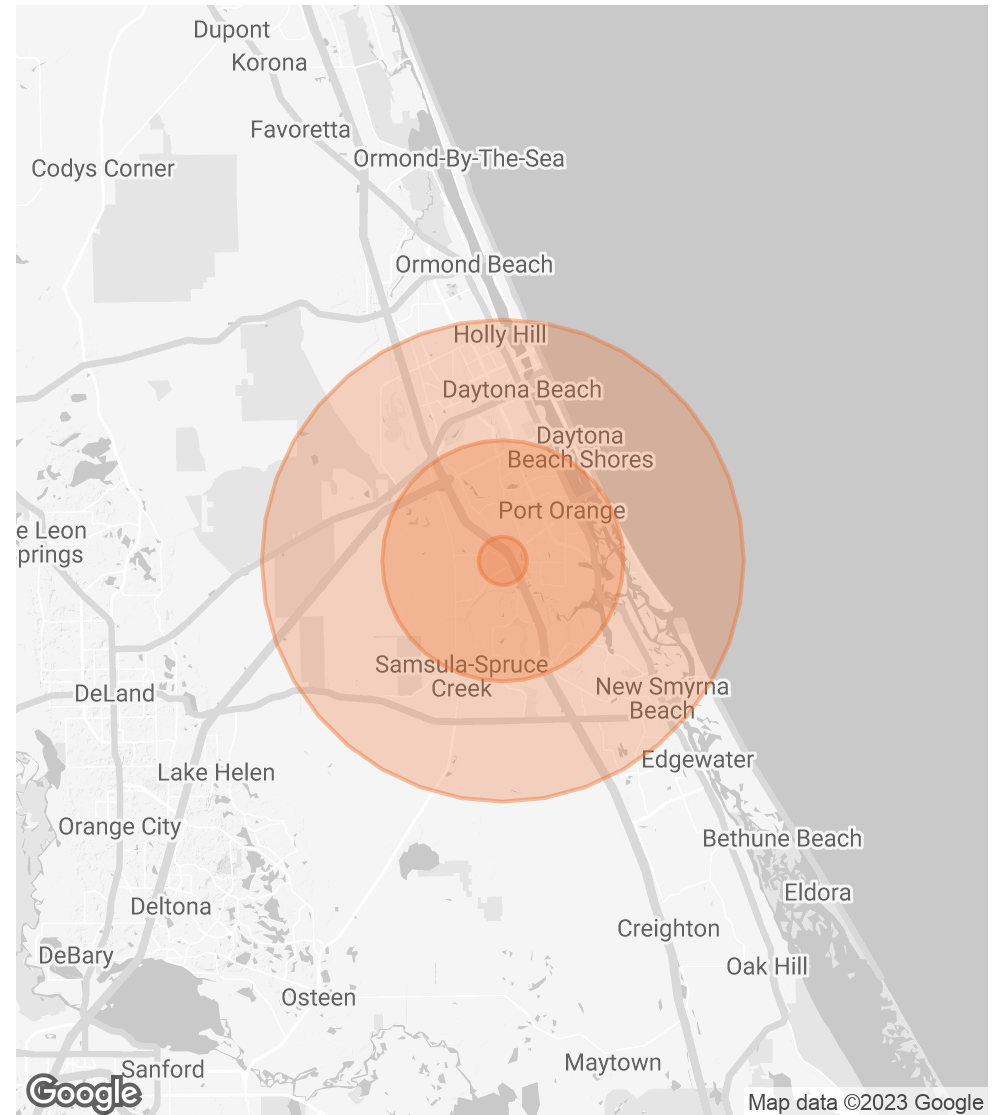 Dupont
Korona
Favoretta
Ormond-By-The-Sea
Codys Corner
Ormond Beach
Holly Hill
Daytona Beach
Daytona
Beach Shores
Port Orange
e Leon
prings
Samsula-Spruce
Creek
New Smyrna
Beach
DeLand
Edgewater
Lake Helen
Orange City
Bethune Beach
Eldora
Deltona
Creighton
DeBary
Oak Hill
Osteen
Maytown
Sanford
Google
Map data ©2023 Google